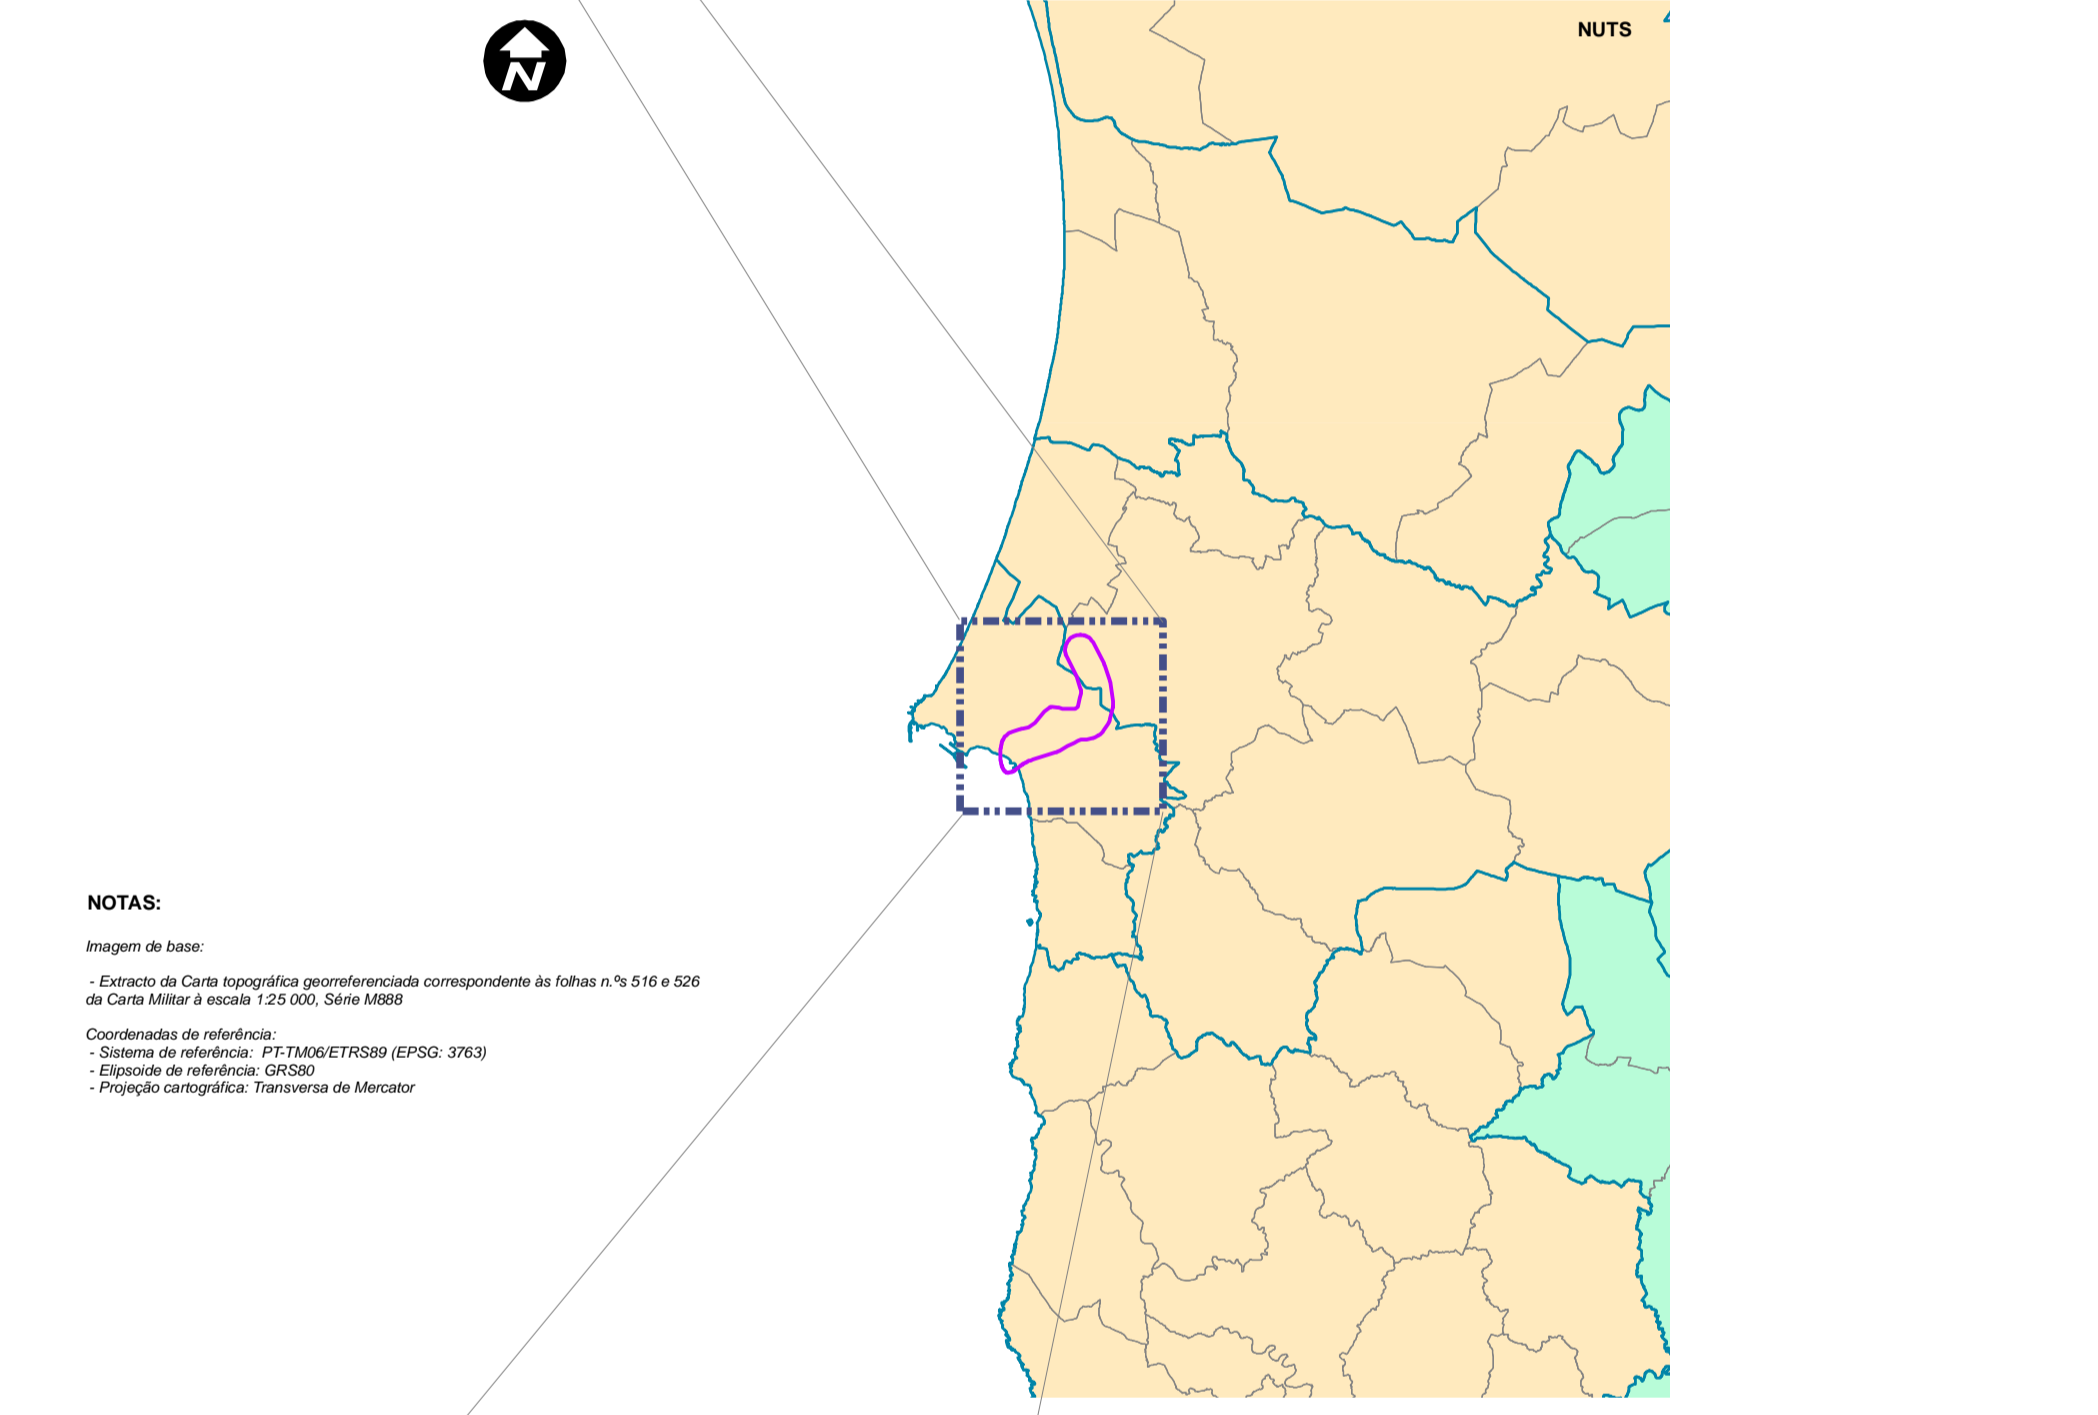 NUTS
N
NOTAS:
Imagem de base:
- Extracto da Carta topográfica georreferenciada correspondente às folhas n.ºs 516 e 526
da Carta Militar à escala 1:25 000, Série M888
Coordenadas de referência:
- Sistema de referência: PT-TM06/ETRS89 (EPSG: 3763)
- Elipsoide de referência: GRS80
- Projeção cartográfica: Transversa de Mercator